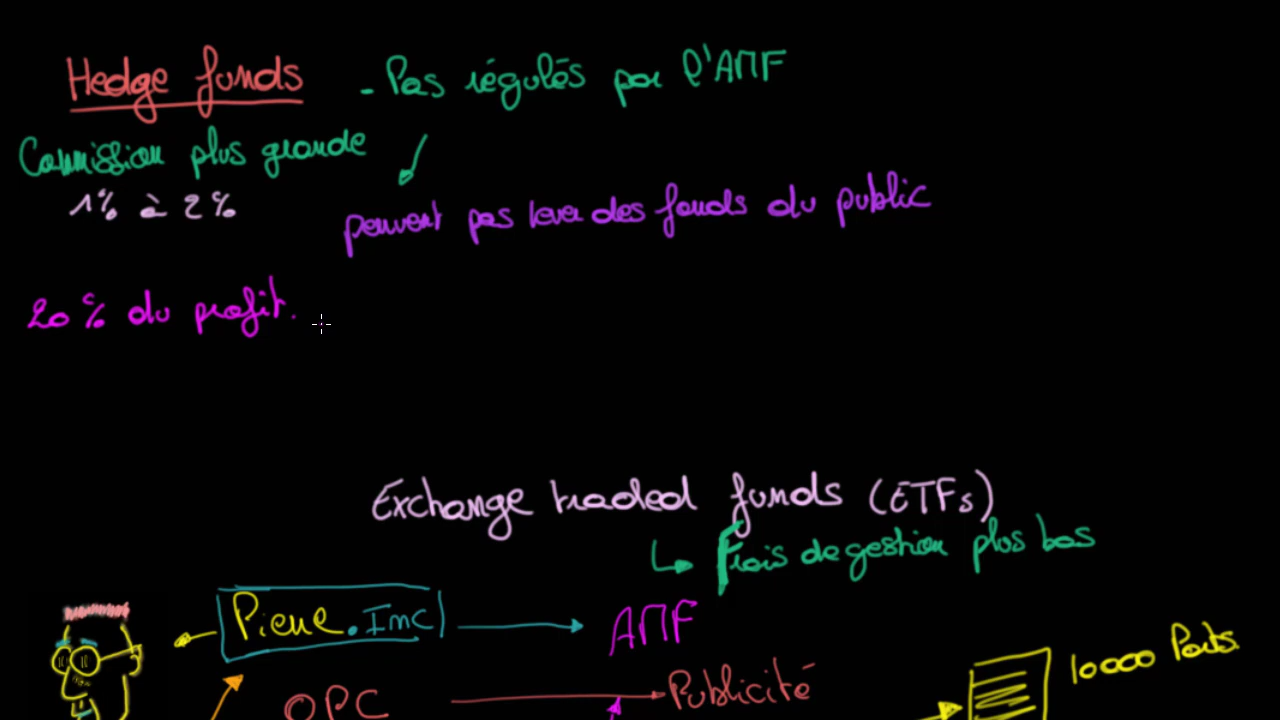 Hedge funds - Pas régulés par l'AMF
Commission plus grande
1% à 2%
peuvent pas lever des fonds du public
20% du profit.
Exchange traded funds (ETFs)
Frais de gestion plus bas
Pierre.Inc
AMF
10000 Parts.
OPC
Publicité